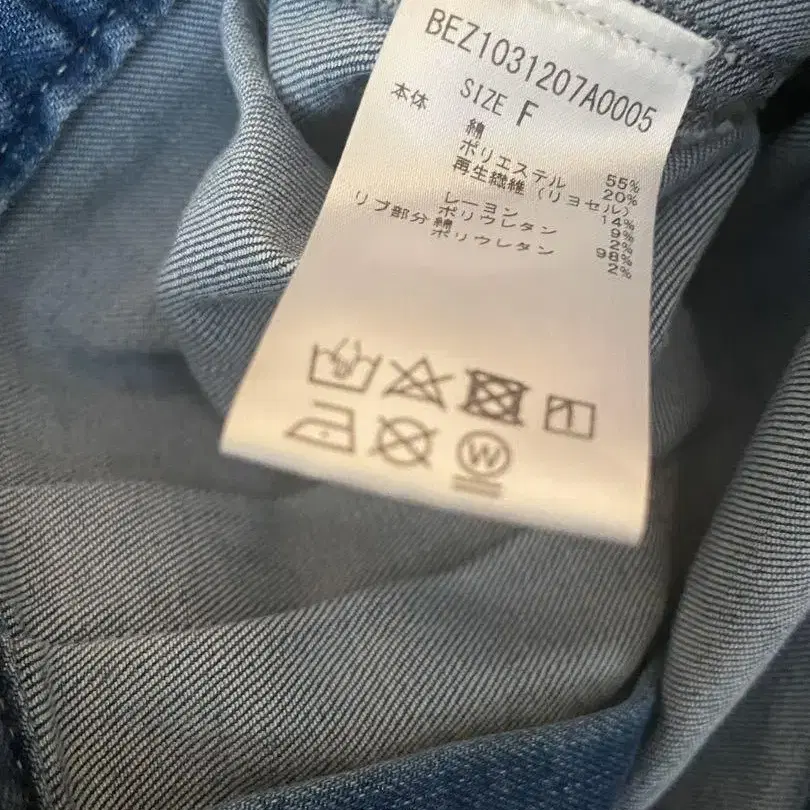 BEZ1031207A0005
SIZE F
本体
綿 55%
ポリエステル 20%
再生繊維（リヨセル） 14%
レーヨン 9%
ポリウレタン 2%
リブ部分 綿 98%
ポリウレタン 2%
W